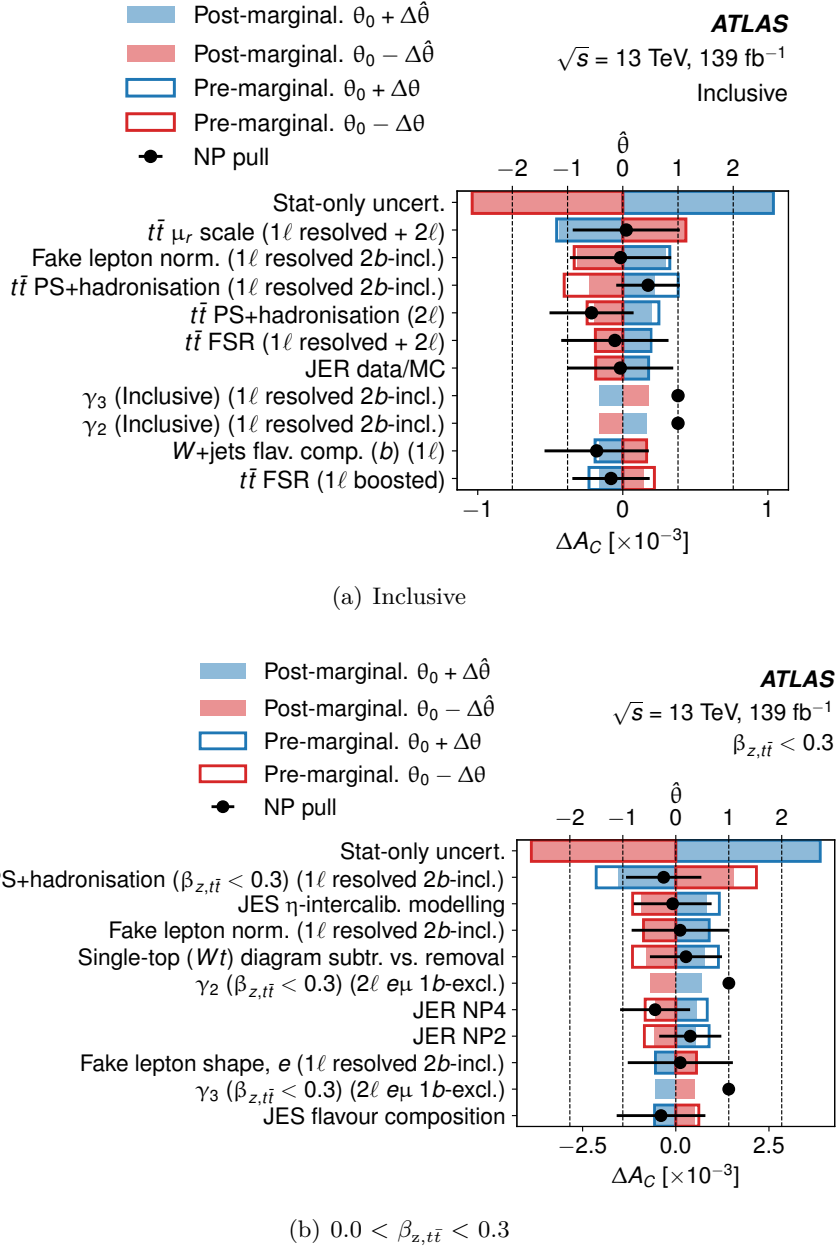 Post-marginal. θ₀ + Δθ̂
Post-marginal. θ₀ − Δθ̂
Pre-marginal. θ₀ + Δθ
Pre-marginal. θ₀ − Δθ
NP pull
ATLAS
√s = 13 TeV, 139 fb⁻¹
Inclusive
θ̂
−2 −1 0 1 2
Stat-only uncert.
tt̄ μᵣ scale (1ℓ resolved + 2ℓ)
Fake lepton norm. (1ℓ resolved 2b-incl.)
tt̄ PS+hadronisation (1ℓ resolved 2b-incl.)
tt̄ PS+hadronisation (2ℓ)
tt̄ FSR (1ℓ resolved + 2ℓ)
JER data/MC
γ₃ (Inclusive) (1ℓ resolved 2b-incl.)
γ₂ (Inclusive) (1ℓ resolved 2b-incl.)
W+jets flav. comp. (b) (1ℓ)
tt̄ FSR (1ℓ boosted)
−1 0 1
ΔA_C [×10⁻³]
(a) Inclusive
Post-marginal. θ₀ + Δθ̂
Post-marginal. θ₀ − Δθ̂
Pre-marginal. θ₀ + Δθ
Pre-marginal. θ₀ − Δθ
NP pull
ATLAS
√s = 13 TeV, 139 fb⁻¹
β_{z,tt̄} < 0.3
θ̂
−2 −1 0 1 2
Stat-only uncert.
PS+hadronisation (β_{z,tt̄} < 0.3) (1ℓ resolved 2b-incl.)
JES η-intercalib. modelling
Fake lepton norm. (1ℓ resolved 2b-incl.)
Single-top (Wt) diagram subtr. vs. removal
γ₂ (β_{z,tt̄} < 0.3) (2ℓ eμ 1b-excl.)
JER NP4
JER NP2
Fake lepton shape, e (1ℓ resolved 2b-incl.)
γ₃ (β_{z,tt̄} < 0.3) (2ℓ eμ 1b-excl.)
JES flavour composition
−2.5 0.0 2.5
ΔA_C [×10⁻³]
(b) 0.0 < β_{z,tt̄} < 0.3